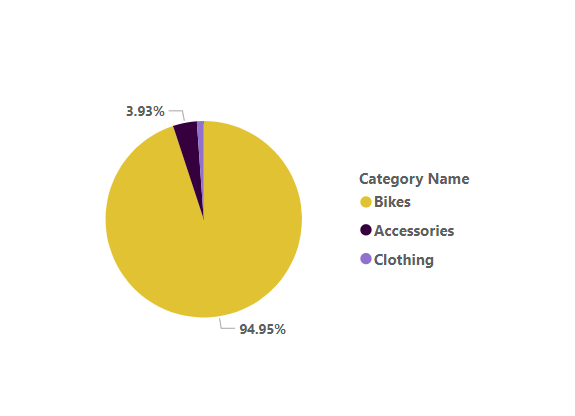 3.93%
Category Name
Bikes
Accessories
Clothing
94.95%